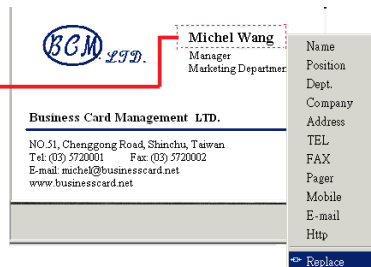 BCM LTD.
Michel Wang
Manager
Marketing Departmen
Business Card Management LTD.
NO.51, Chenggong Road, Shinchu, Taiwan
Tel: (03) 5720001 Fax: (03) 5720002
E-mail: michel@businesscard.net
www.businesscard.net
Name
Position
Dept.
Company
Address
TEL
FAX
Pager
Mobile
E-mail
Http
Replace